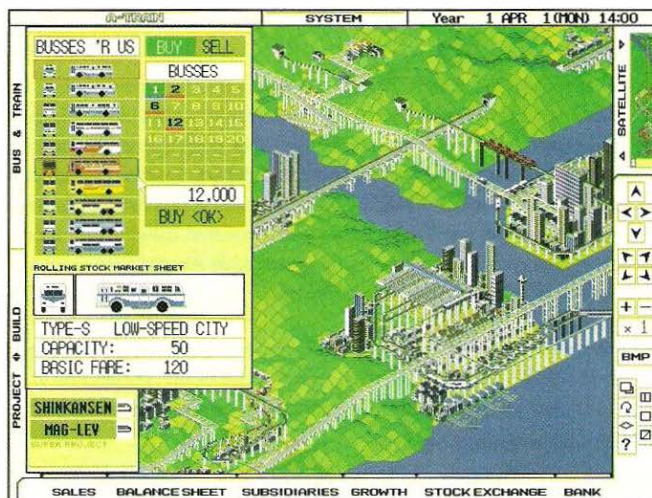 A-TRAIN
SYSTEM
Year 1 APR 1(MON) 14:00
BUSSES 'R US
BUY SELL
BUSSES
1 2 3 4 5
6 7 8 9 10
11 12 13 14 15
16 17 18 19 20
12.000
BUY <OK>
ROLLING STOCK MARKET SHEET
TYPE-S LOW-SPEED CITY
CAPACITY: 50
BASIC FARE: 120
SHINKANSEN
MAG-LEV
SUPER PROJECT
BUS & TRAIN
PROJECT ◆ BUILD
SATELLITE
+ −
× 1
BMP
?
SALES BALANCE SHEET SUBSIDIARIES GROWTH STOCK EXCHANGE BANK